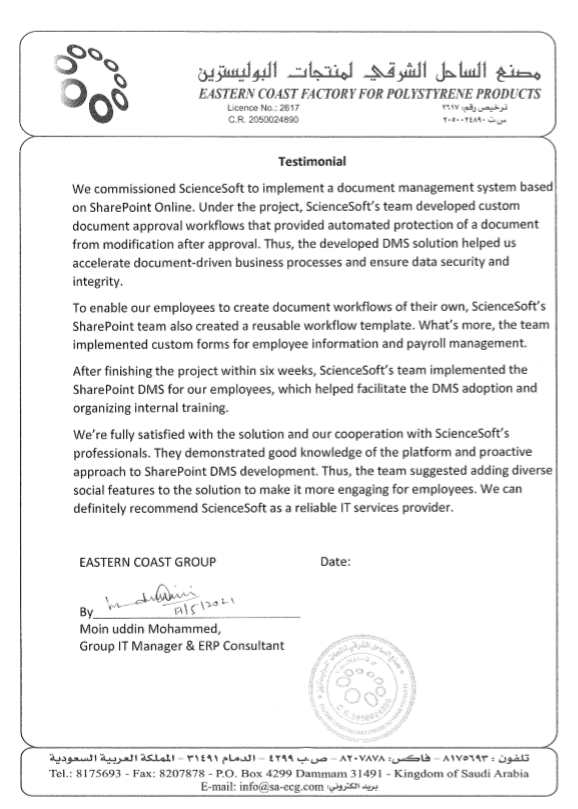 مصنع الساحل الشرقي لمنتجات البوليسترين
EASTERN COAST FACTORY FOR POLYSTYRENE PRODUCTS
Licence No.: 2617 ترخيص رقم: ٢٦١٧
C.R. 2050024890 س.ت ٢٠٥٠٠٢٤٨٩٠
Testimonial
We commissioned ScienceSoft to implement a document management system based
on SharePoint Online. Under the project, ScienceSoft's team developed custom
document approval workflows that provided automated protection of a document
from modification after approval. Thus, the developed DMS solution helped us
accelerate document-driven business processes and ensure data security and
integrity.
To enable our employees to create document workflows of their own, ScienceSoft's
SharePoint team also created a reusable workflow template. What's more, the team
implemented custom forms for employee information and payroll management.
After finishing the project within six weeks, ScienceSoft's team implemented the
SharePoint DMS for our employees, which helped facilitate the DMS adoption and
organizing internal training.
We're fully satisfied with the solution and our cooperation with ScienceSoft's
professionals. They demonstrated good knowledge of the platform and proactive
approach to SharePoint DMS development. Thus, the team suggested adding diverse
social features to the solution to make it more engaging for employees. We can
definitely recommend ScienceSoft as a reliable IT services provider.
EASTERN COAST GROUP Date:
By
Moin uddin Mohammed,
Group IT Manager & ERP Consultant
C.R. 2050024890
تلفون : ٨١٧٥٦٩٣ – فاكس: ٨٢٠٧٨٧٨ – ص.ب ٤٢٩٩ – الدمام ٣١٤٩١ – المملكة العربية السعودية
Tel.: 8175693 - Fax: 8207878 - P.O. Box 4299 Dammam 31491 - Kingdom of Saudi Arabia
E-mail: info@sa-ecg.com بريد الكتروني: